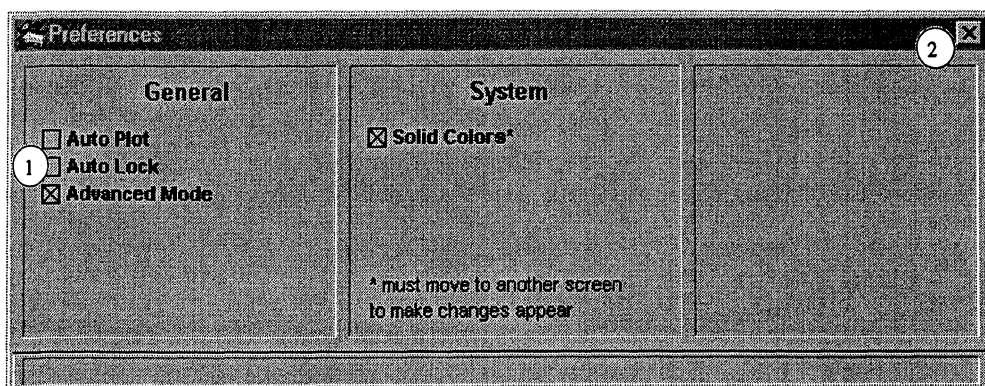 Preferences
2
General
Auto Plot
1
Auto Lock
Advanced Mode
System
Solid Colors*
* must move to another screen
to make changes appear